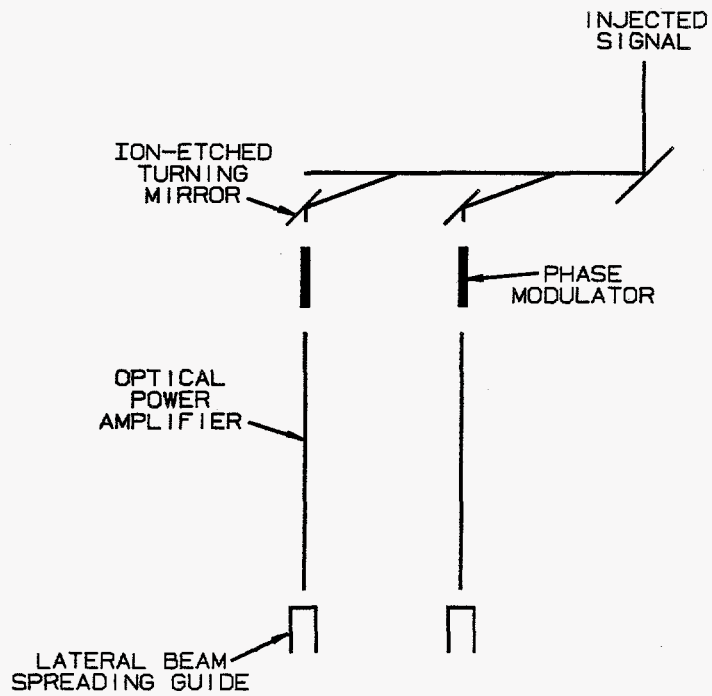 INJECTED
SIGNAL
ION-ETCHED
TURNING
MIRROR
PHASE
MODULATOR
OPTICAL
POWER
AMPLIFIER
LATERAL BEAM
SPREADING GUIDE